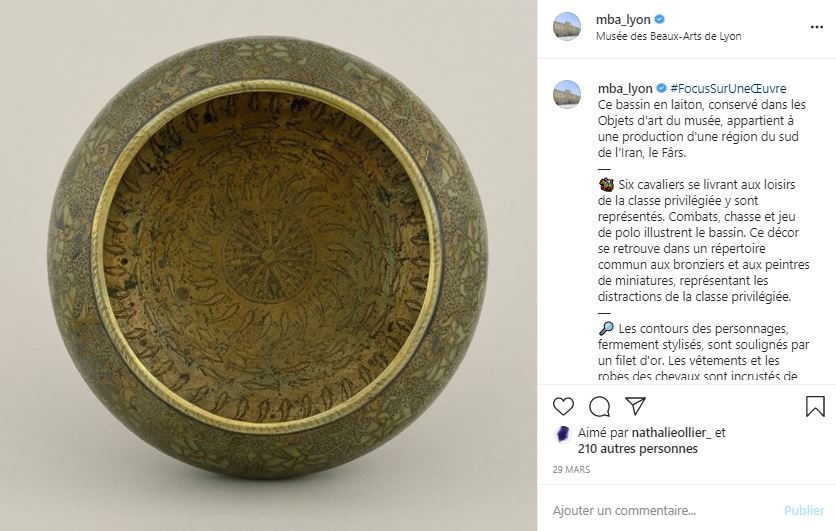 mba_lyon
Musée des Beaux-Arts de Lyon
mba_lyon #FocusSurUneŒuvre
Ce bassin en laiton, conservé dans les
Objets d'art du musée, appartient à
une production d'une région du sud
de l'Iran, le Fârs.
—
Six cavaliers se livrant aux loisirs
de la classe privilégiée y sont
représentés. Combats, chasse et jeu
de polo illustrent le bassin. Ce décor
se retrouve dans un répertoire
commun aux bronziers et aux peintres
de miniatures, représentant les
distractions de la classe privilégiée.
—
Les contours des personnages,
fermement stylisés, sont soulignés par
un filet d'or. Les vêtements et les
robes des chevaux sont incrustés de
Aimé par nathalieollier_ et
210 autres personnes
29 MARS
Ajouter un commentaire... Publier